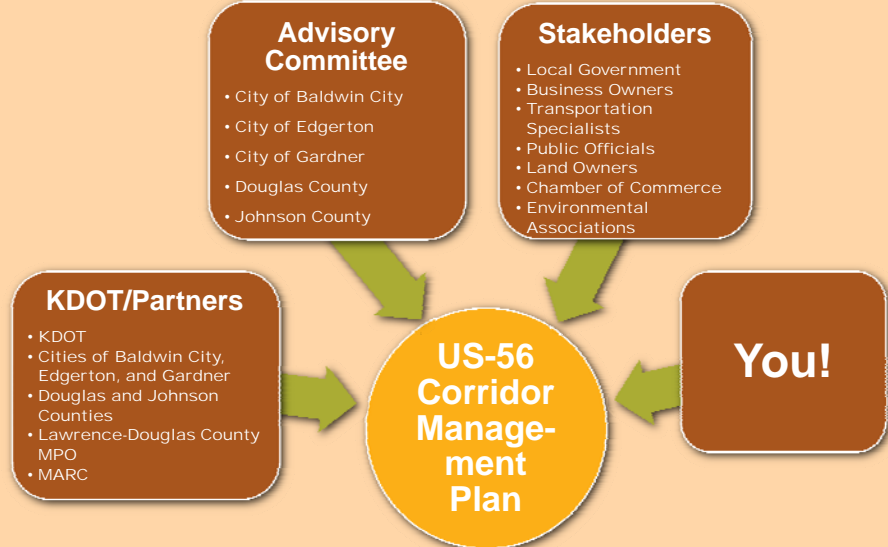 Advisory
Committee
• City of Baldwin City
• City of Edgerton
• City of Gardner
• Douglas County
• Johnson County
Stakeholders
• Local Government
• Business Owners
• Transportation
Specialists
• Public Officials
• Land Owners
• Chamber of Commerce
• Environmental
Associations
KDOT/Partners
• KDOT
• Cities of Baldwin City,
Edgerton, and Gardner
• Douglas and Johnson
Counties
• Lawrence-Douglas County
MPO
• MARC
US-56
Corridor
Manage-
ment
Plan
You!